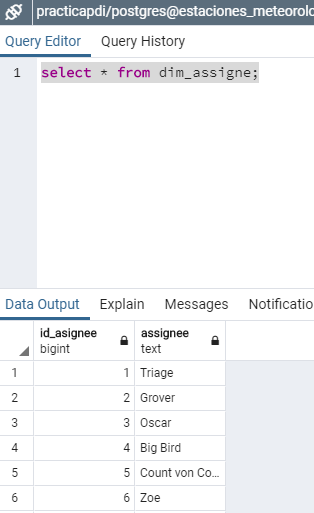 practicapdi/postgres@estaciones_meteorolo
Query Editor Query History
1 select * from dim_assigne;
Data Output Explain Messages Notificatio
id_asignee assignee
bigint text
1 1 Triage
2 2 Grover
3 3 Oscar
4 4 Big Bird
5 5 Count von Co...
6 6 Zoe